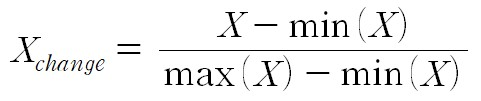 X_change = (X − min (X)) / (max (X) − min (X))